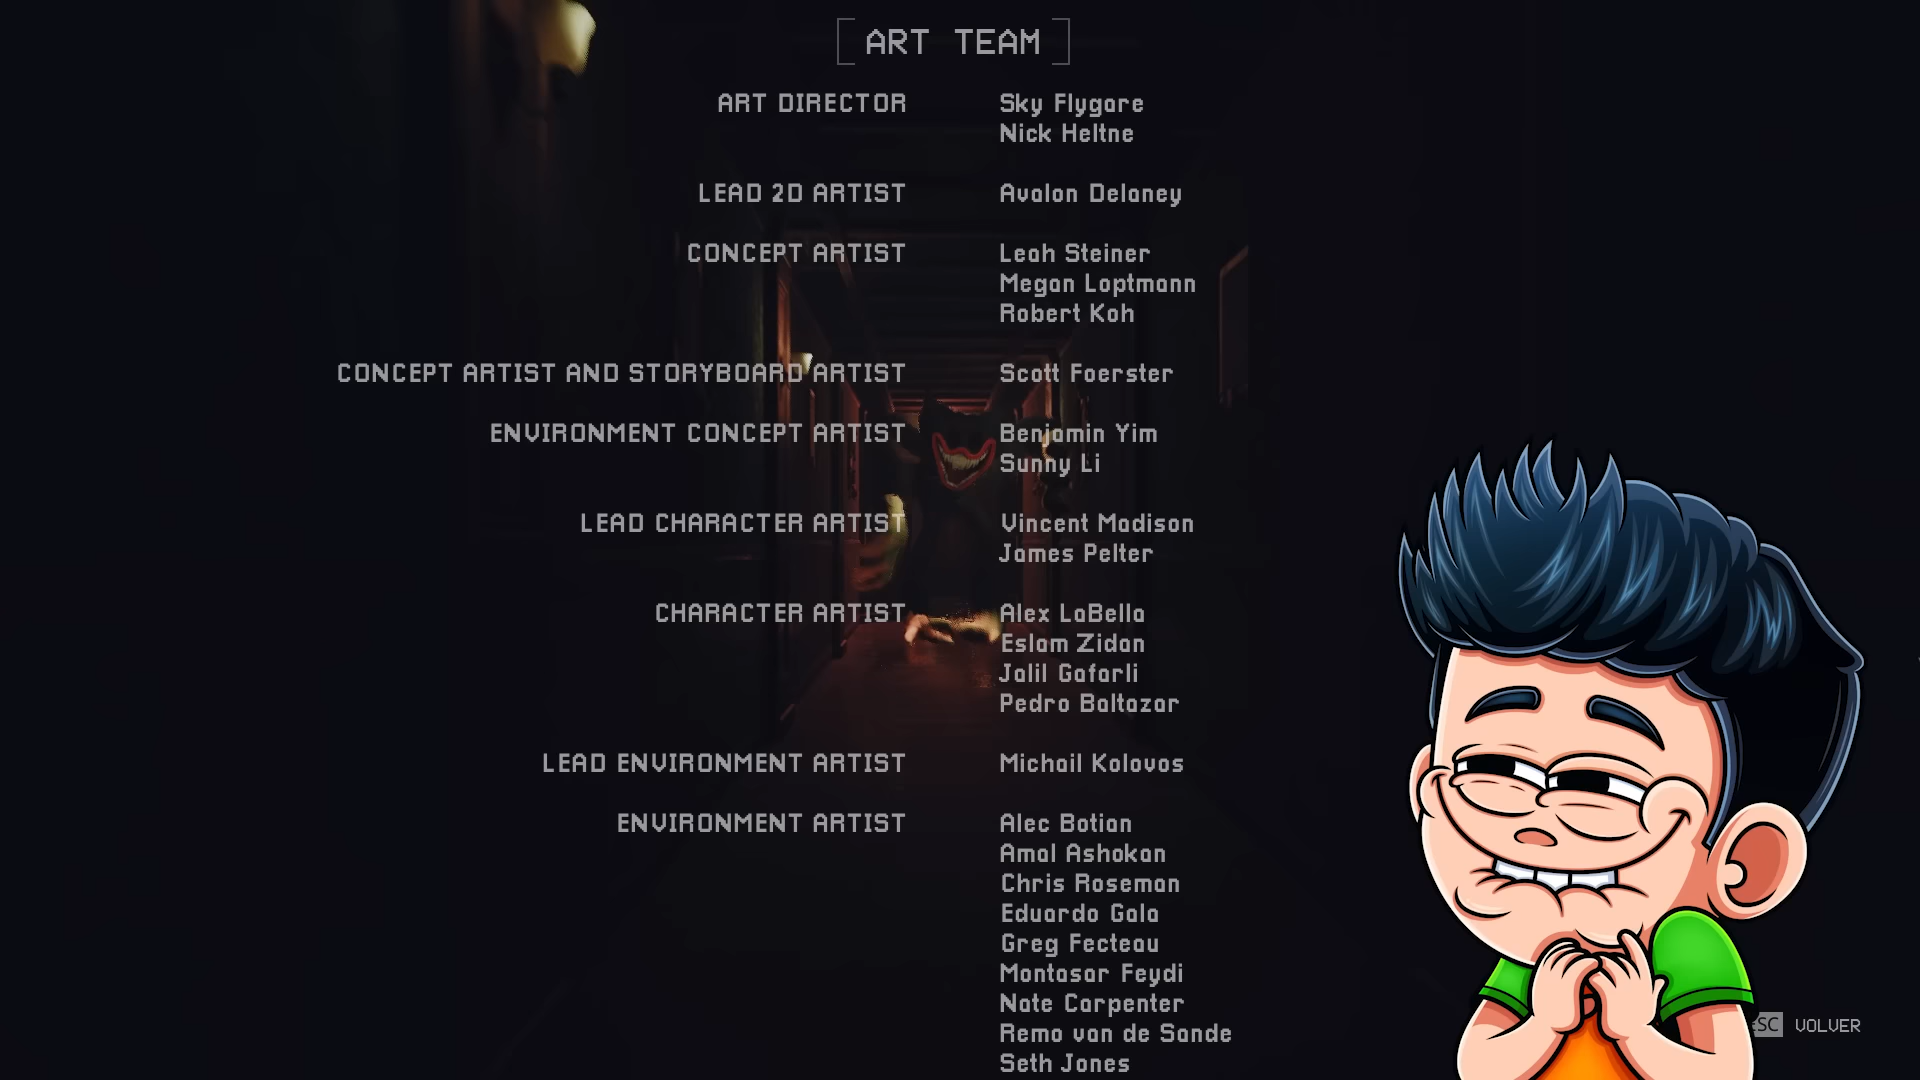 ART TEAM
ART DIRECTOR Sky Flygare
Nick Heltne
LEAD 2D ARTIST Avalon Delaney
CONCEPT ARTIST Leah Steiner
Megan Laptmann
Robert Koh
CONCEPT ARTIST AND STORYBOARD ARTIST Scott Foerster
ENVIRONMENT CONCEPT ARTIST Benjamin Yim
Sunny Li
LEAD CHARACTER ARTIST Vincent Madison
James Pelter
CHARACTER ARTIST Alex LaBella
Eslam Zidan
Jalil Gafarli
Pedro Baltazar
LEAD ENVIRONMENT ARTIST Michail Kolovos
ENVIRONMENT ARTIST Alec Batian
Amal Ashokan
Chris Roseman
Eduardo Gala
Greg Fecteau
Montasar Feydi
Nate Carpenter
Remo van de Sande
Seth Jones
SC VOLVER